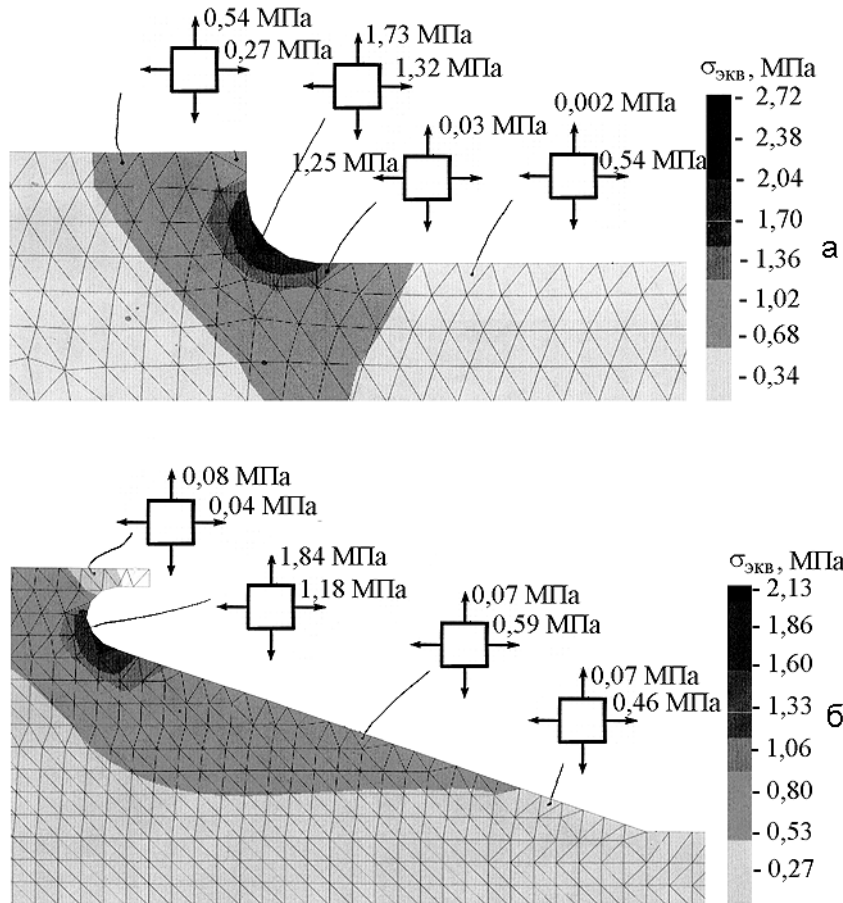 0,54 МПа
0,27 МПа
1,73 МПа
1,32 МПа
0,03 МПа
1,25 МПа
0,002 МПа
0,54 МПа
σэкв, МПа
2,72
2,38
2,04
1,70
1,36
1,02
0,68
0,34
а
0,08 МПа
0,04 МПа
1,84 МПа
1,18 МПа
0,07 МПа
0,59 МПа
0,07 МПа
0,46 МПа
σэкв, МПа
2,13
1,86
1,60
1,33
1,06
0,80
0,53
0,27
б